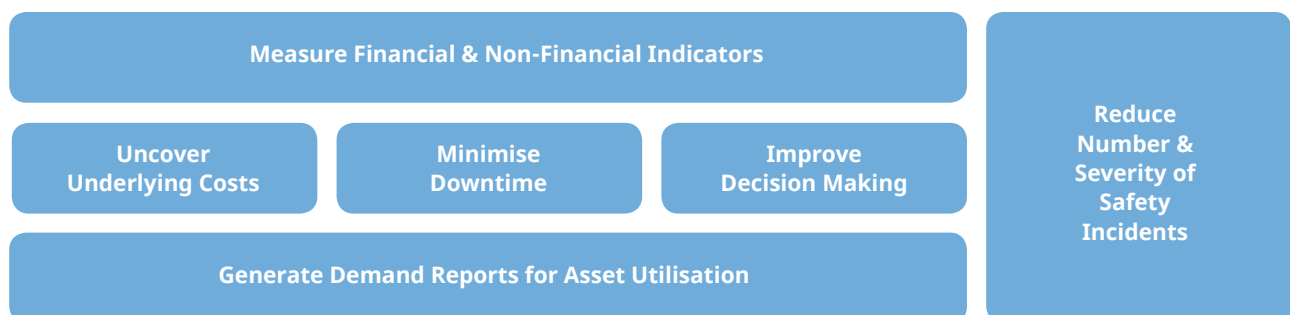 Measure Financial & Non-Financial Indicators
Uncover
Underlying Costs
Minimise
Downtime
Improve
Decision Making
Generate Demand Reports for Asset Utilisation
Reduce
Number &
Severity of
Safety
Incidents